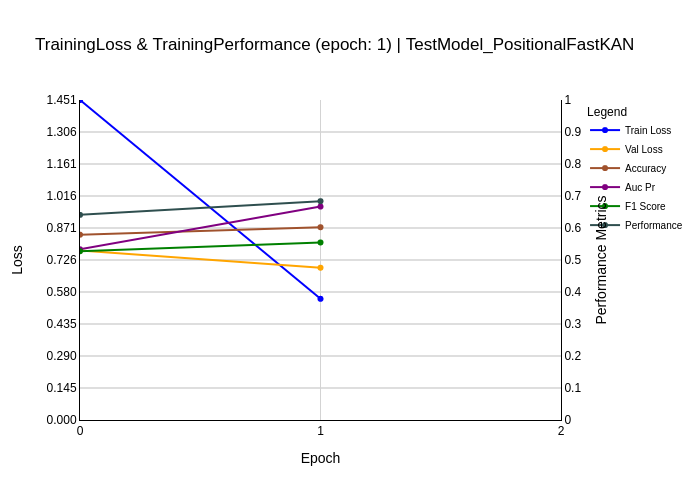 TrainingLoss & TrainingPerformance (epoch: 1) | TestModel_PositionalFastKAN
1.451
1.306
1.161
1.016
0.871
0.726
0.580
0.435
0.290
0.145
0.000
Loss
0
1
2
Epoch
1
0.9
0.8
0.7
0.6
0.5
0.4
0.3
0.2
0.1
0
Performance Metrics
Legend
Train Loss
Val Loss
Accuracy
Auc Pr
F1 Score
Performance